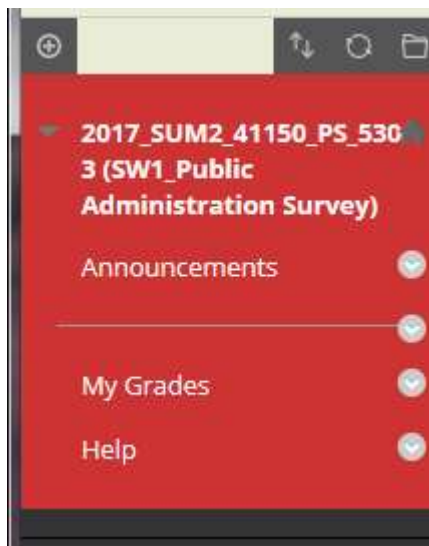 2017_SUM2_41150_PS_530
3 (SW1_Public
Administration Survey)
Announcements
My Grades
Help